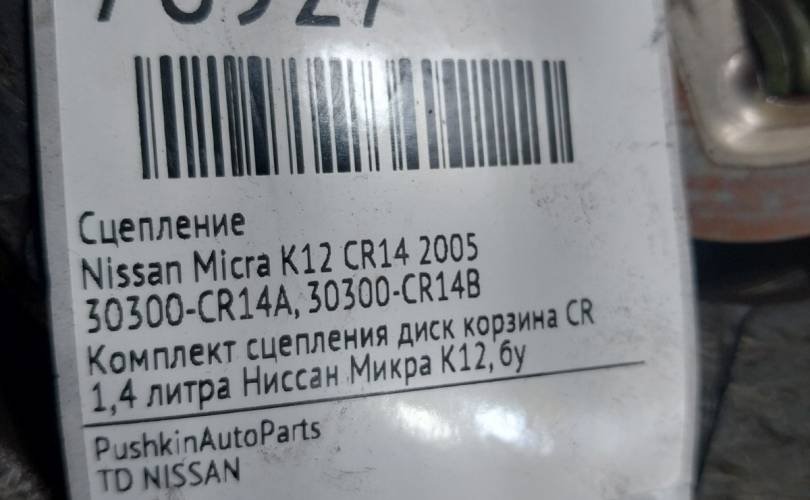 Сцепление
Nissan Micra K12 CR14 2005
30300-CR14A, 30300-CR14B
Комплект сцепления диск корзина CR
1,4 литра Ниссан Микра К12, бу
PushkinAutoParts
TD NISSAN